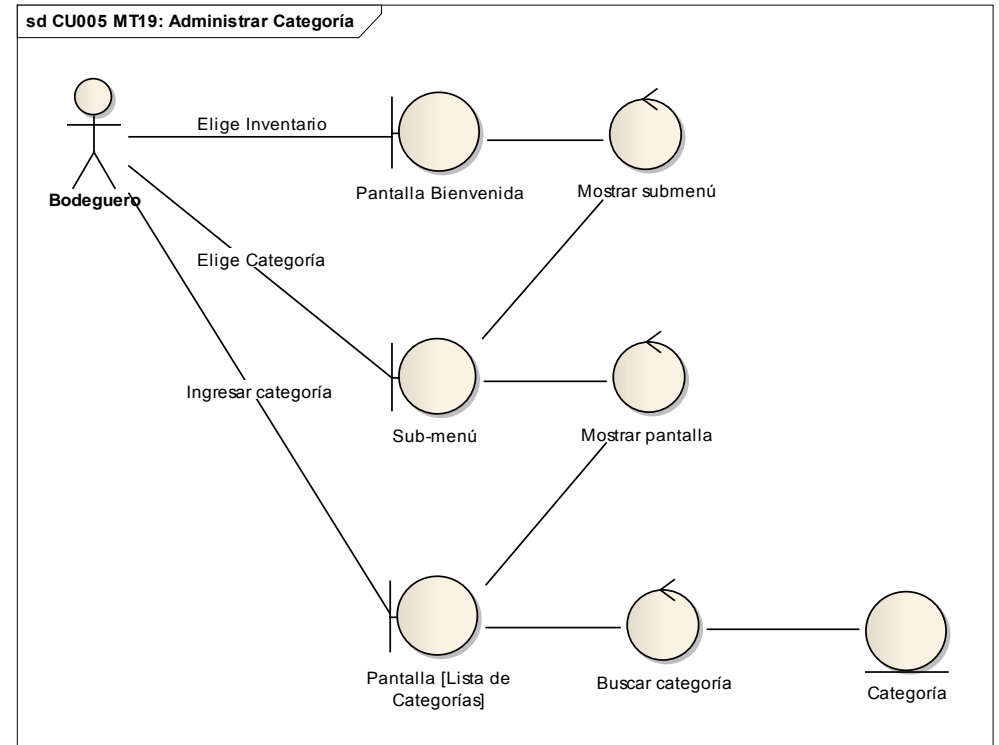 sd CU005 MT19: Administrar Categoría
Elige Inventario
Pantalla Bienvenida
Mostrar submenú
Bodeguero
Elige Categoría
Ingresar categoría
Sub-menú
Mostrar pantalla
Pantalla [Lista de
Categorías]
Buscar categoría
Categoría